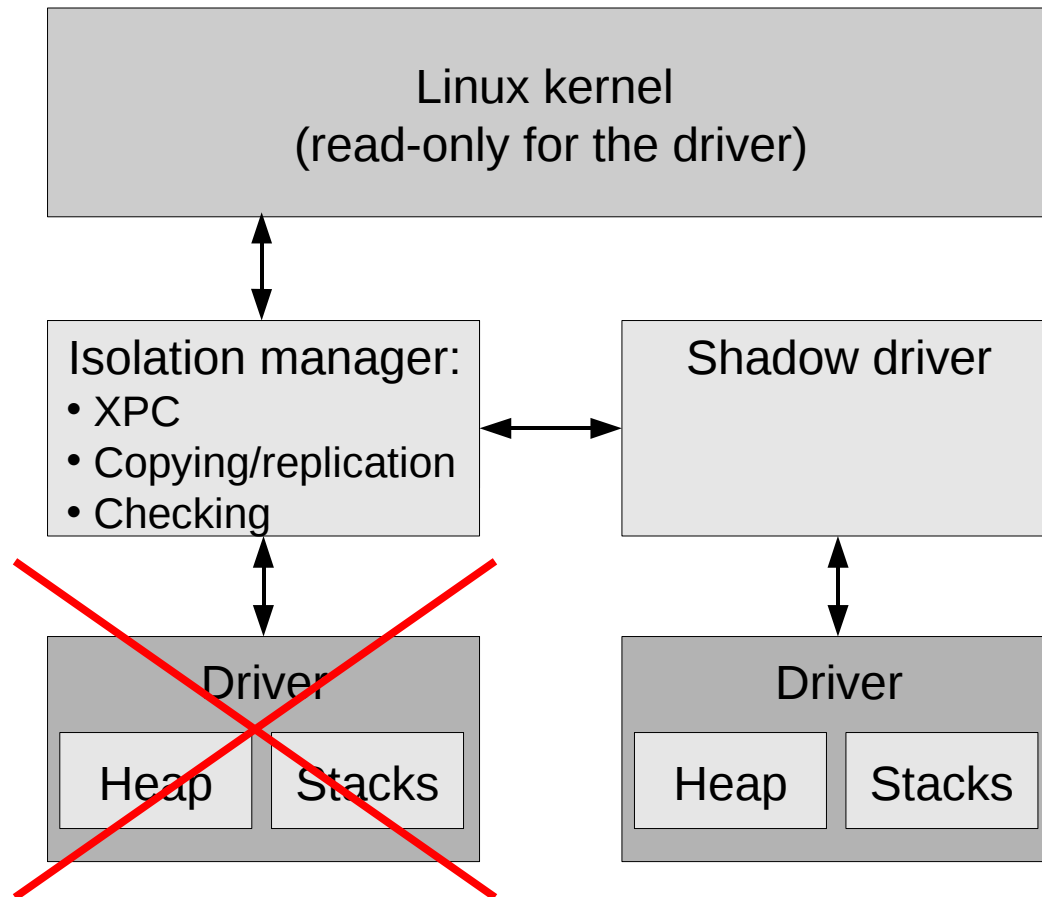 Linux kernel
(read-only for the driver)
Isolation manager:
• XPC
• Copying/replication
• Checking
Shadow driver
Driver
Heap
Stacks
Driver
Heap
Stacks